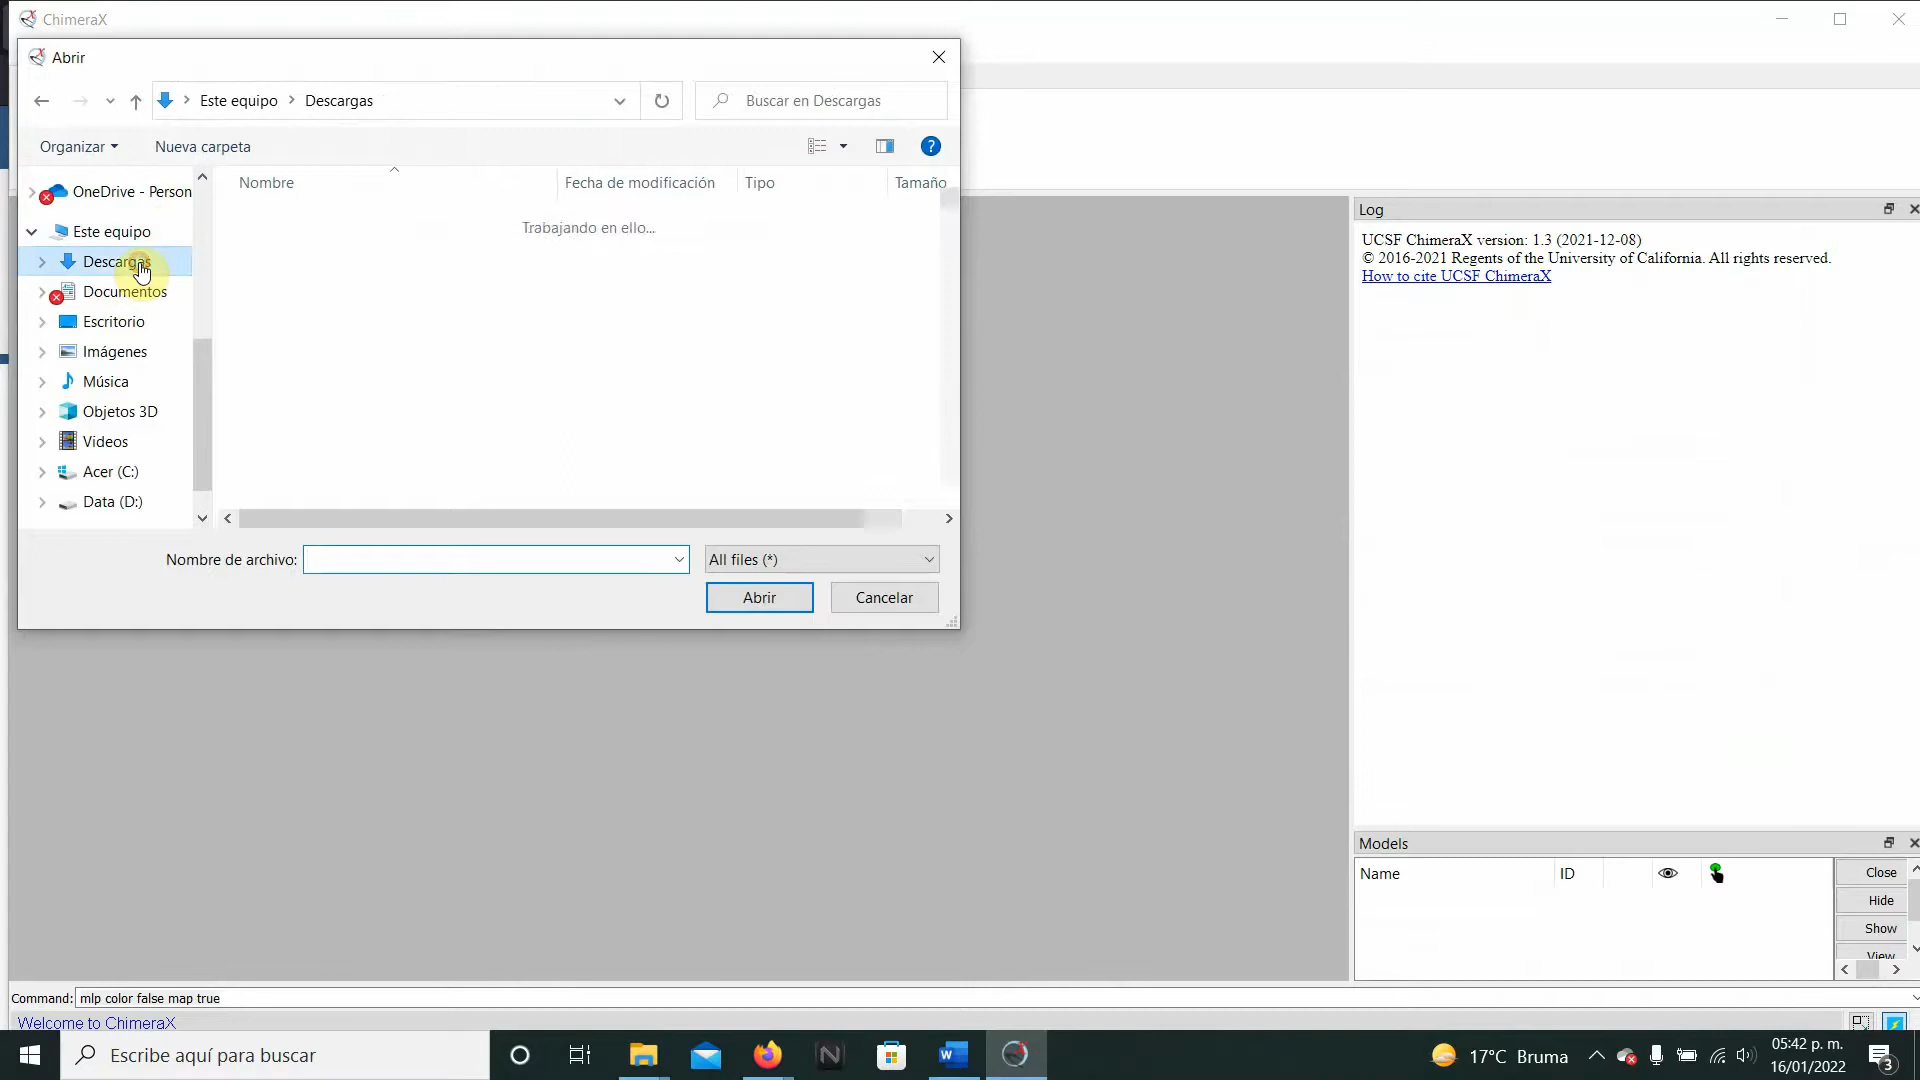 ChimeraX
Abrir
Este equipo > Descargas
Buscar en Descargas
Organizar
Nueva carpeta
Nombre
Fecha de modificación
Tipo
Tamaño
Trabajando en ello...
OneDrive - Person
Este equipo
Descargas
Documentos
Escritorio
Imágenes
Música
Objetos 3D
Videos
Acer (C:)
Data (D:)
Nombre de archivo:
All files (*)
Abrir
Cancelar
Log
UCSF ChimeraX version: 1.3 (2021-12-08)
© 2016-2021 Regents of the University of California. All rights reserved.
How to cite UCSF ChimeraX
Models
Name
ID
Close
Hide
Show
View
Command: mlp color false map true
Welcome to ChimeraX
Escribe aquí para buscar
17°C Bruma
05:42 p. m.
16/01/2022
3